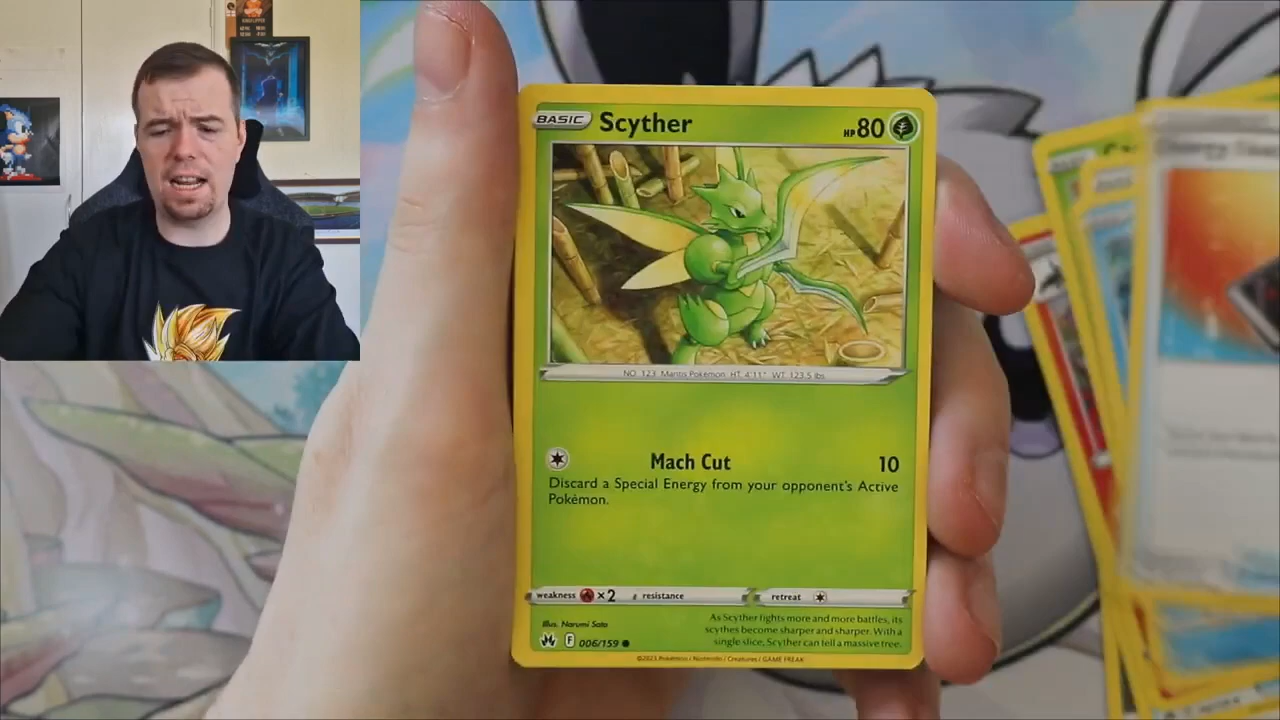 BASIC Scyther HP 80
NO. 123 Mantis Pokémon HT: 4'11" WT: 123.5 lbs.
Mach Cut 10
Discard a Special Energy from your opponent's Active
Pokémon.
weakness ×2 resistance retreat
Illus. Narumi Sato
As Scyther fights more and more battles, its
scythes become sharper and sharper. With a
single slice, Scyther can fell a massive tree.
F 006/159
©2023 Pokémon / Nintendo / Creatures / GAME FREAK